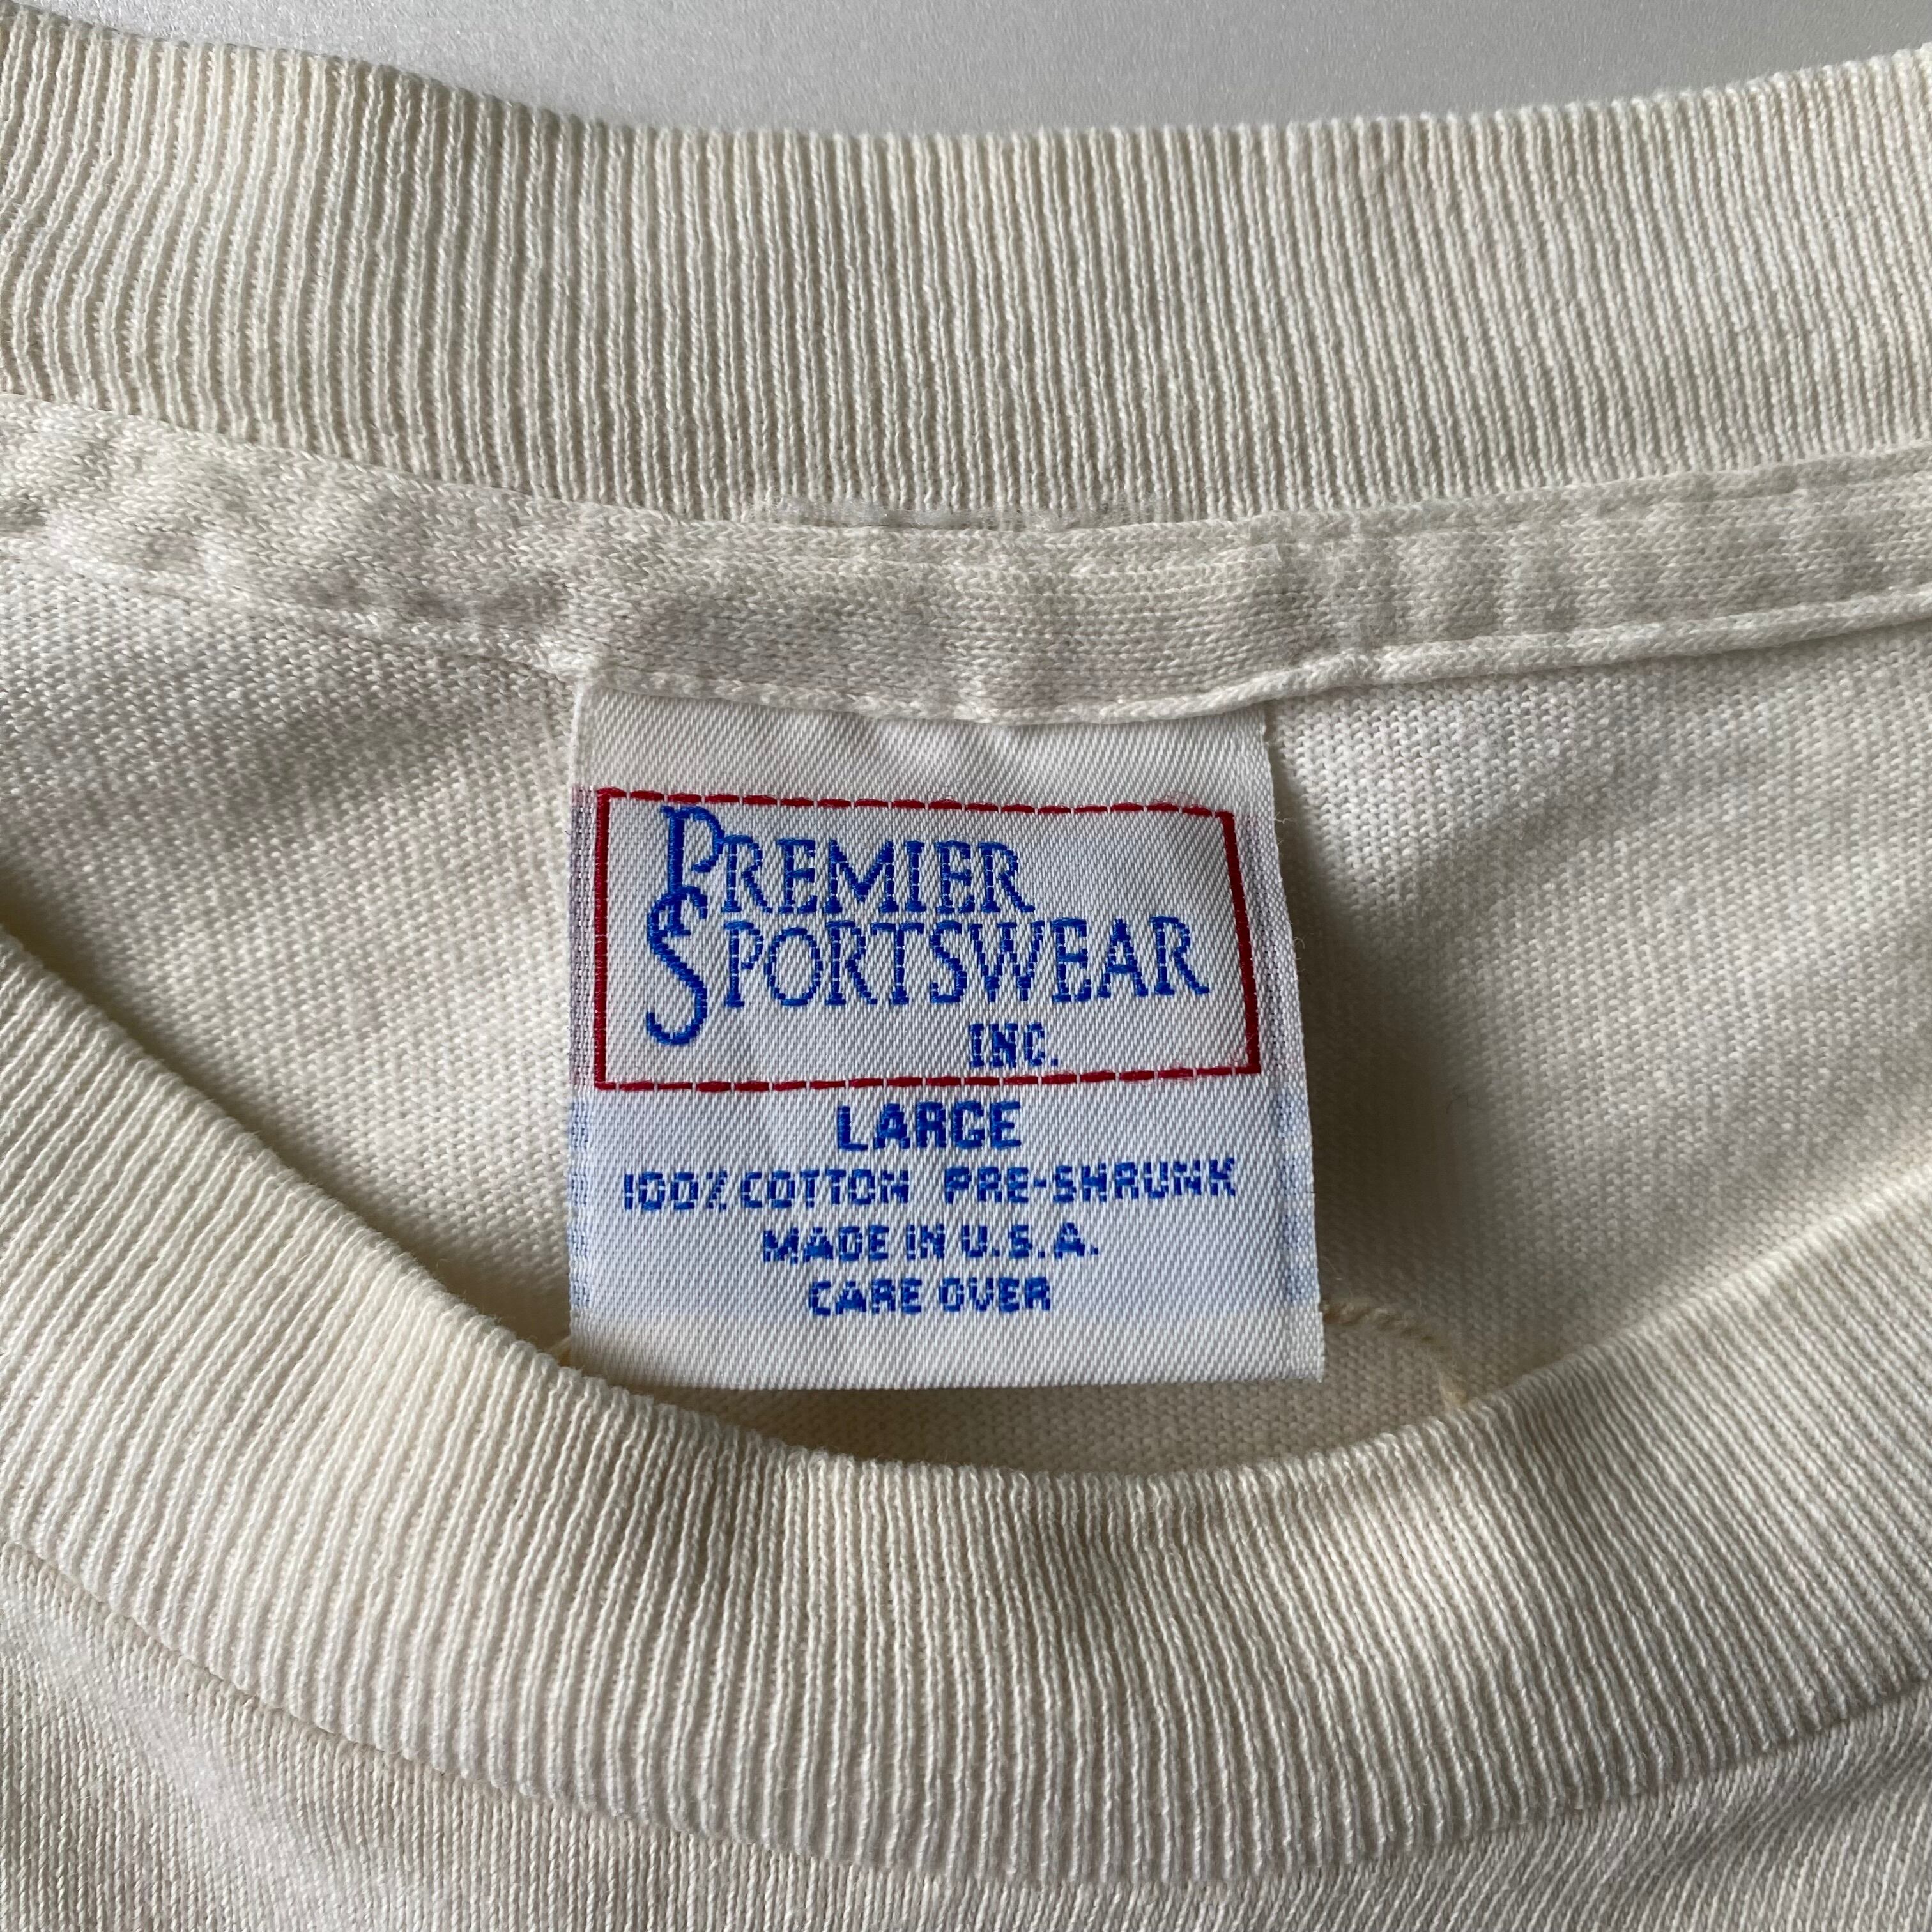 PREMIER
SPORTSWEAR
INC.
LARGE
100% COTTON PRE-SHRUNK
MADE IN U.S.A.
CARE OVER